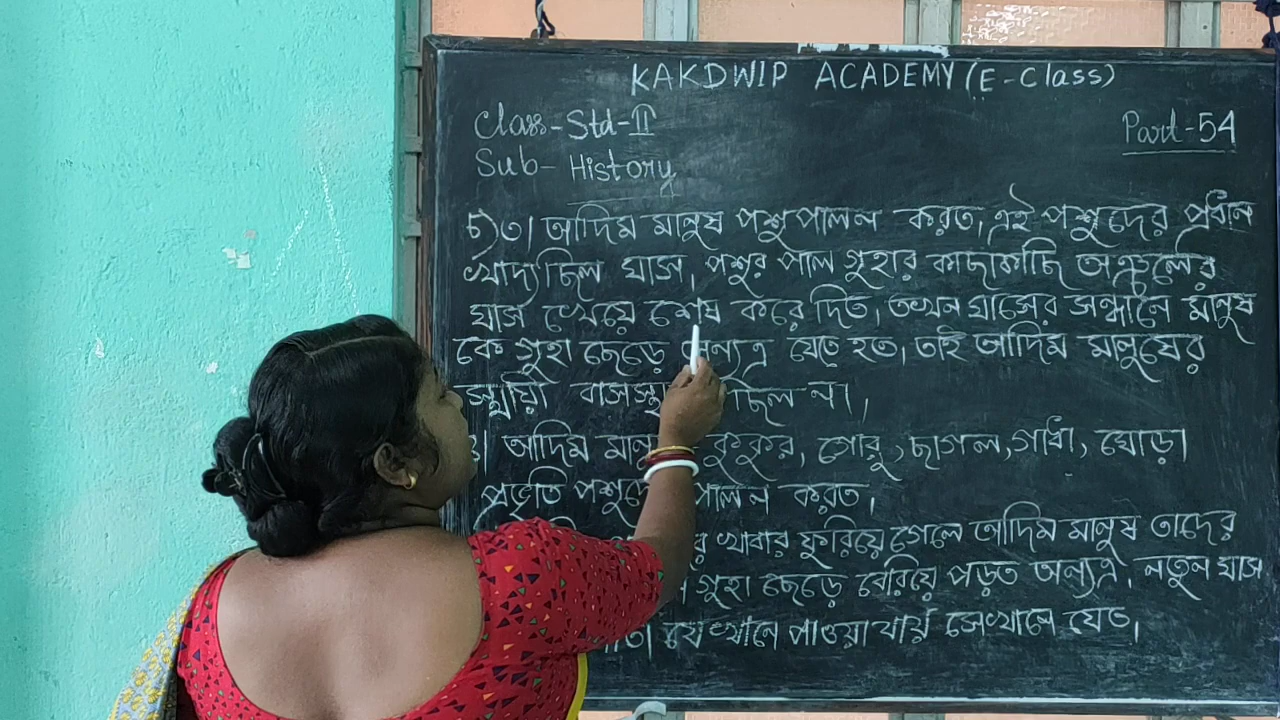 KAKDWIP ACADEMY (E-Class)
Class-Std-II
Part-54
Sub-History
৫)৩। আদিম মানুষ পশুপালন করত, এই পশুদের প্রধান
খাদ্য ছিল ঘাস, পশুর পাল গুহার কাছাকাছি অঞ্চলের
ঘাস খেয়ে শেষ করে দিত, তখন ঘাসের সন্ধানে মানুষ
কে গুহা ছেড়ে অন্যত্র যেতে হত, তাই আদিম মানুষের
ছিল না।
আদিম কুকুর, গোরু, ছাগল, গাধা, ঘোড়া
প্রভৃতি পালন করত,
খাবার ফুরিয়ে গেলে আদিম মানুষ তাদের
গুহা ছেড়ে বেরিয়ে পড়ত অন্যত্র, নতুন ঘাস
যেখানে পাওয়া যায় সেখানে যেত,